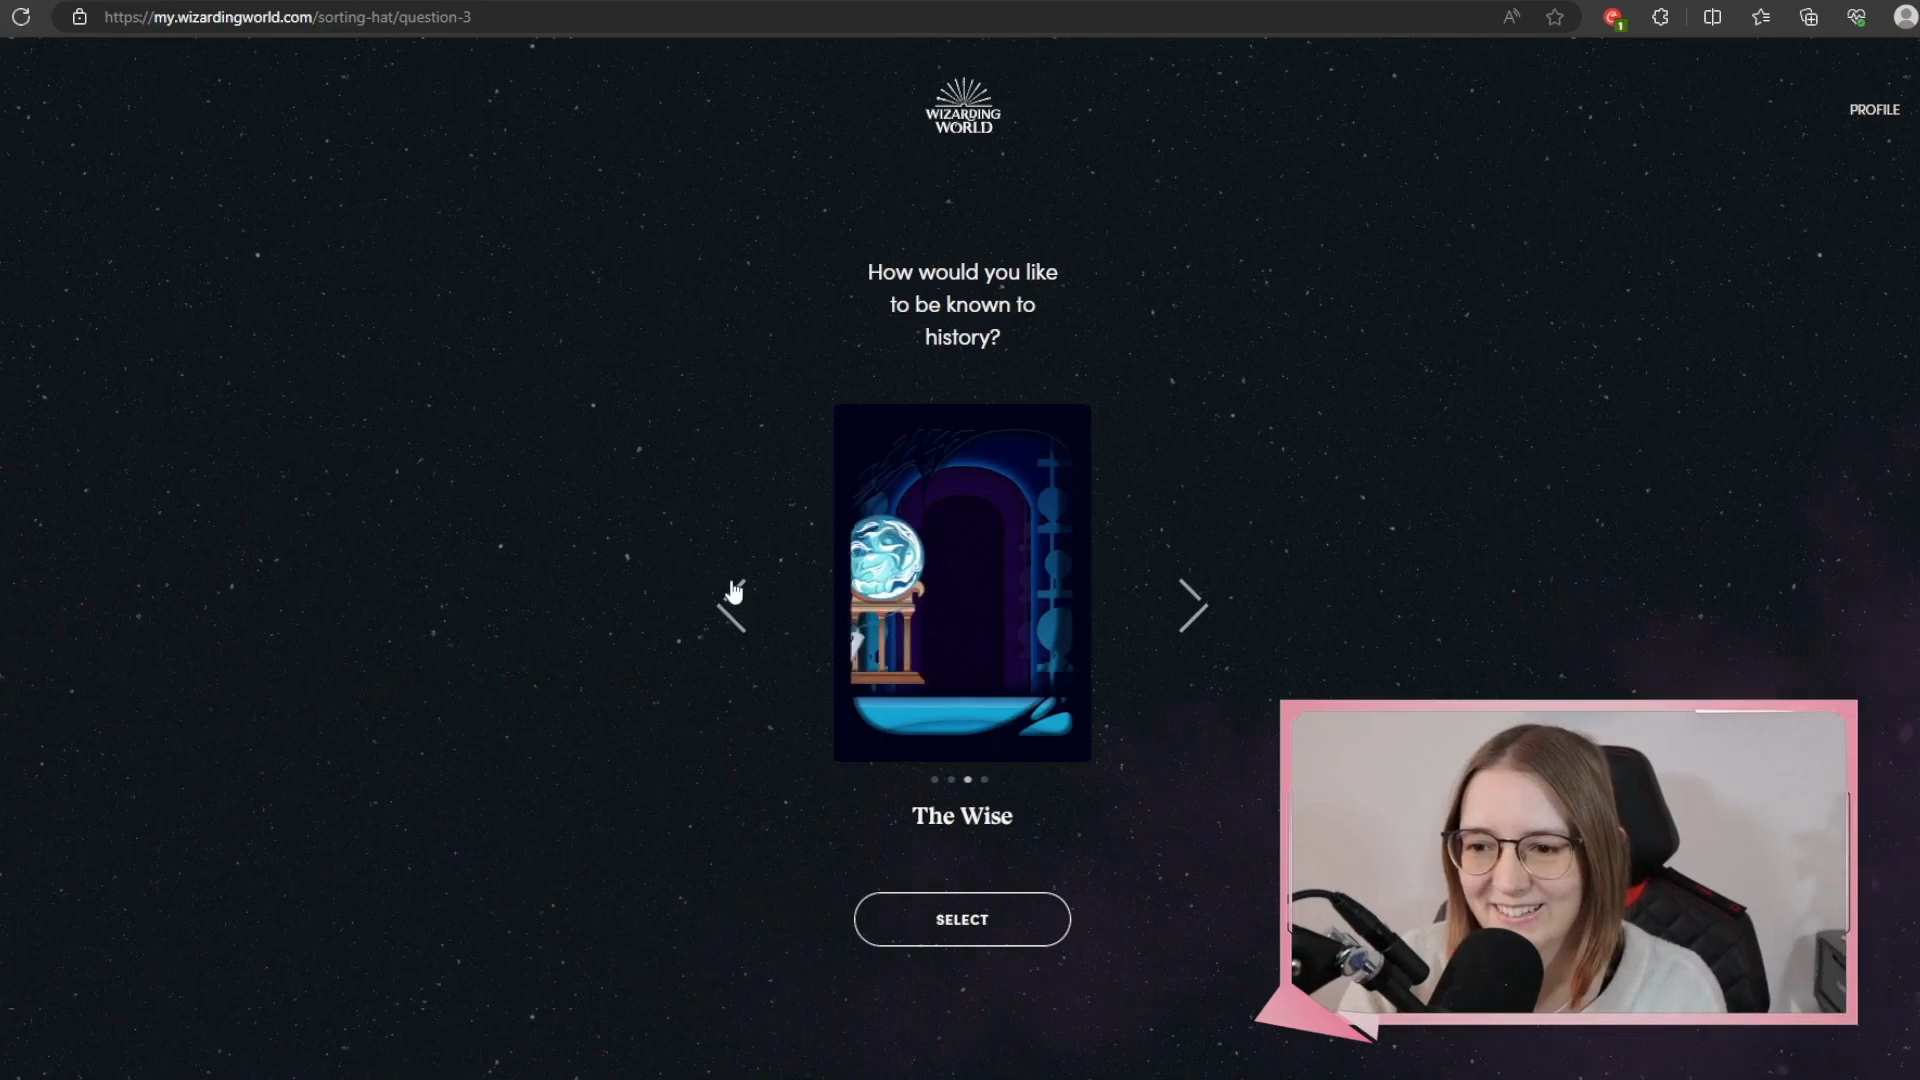 https://my.wizardingworld.com/sorting-hat/question-3
A
1
WIZARDING
WORLD
PROFILE
How would you like
to be known to
history?
The Wise
SELECT